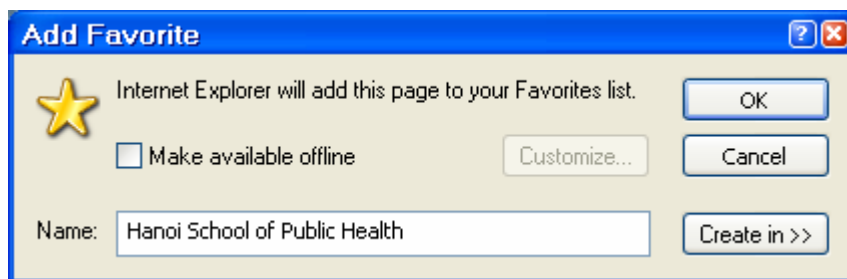 Add Favorite
Internet Explorer will add this page to your Favorites list.
OK
Make available offline
Customize...
Cancel
Name:
Hanoi School of Public Health
Create in >>